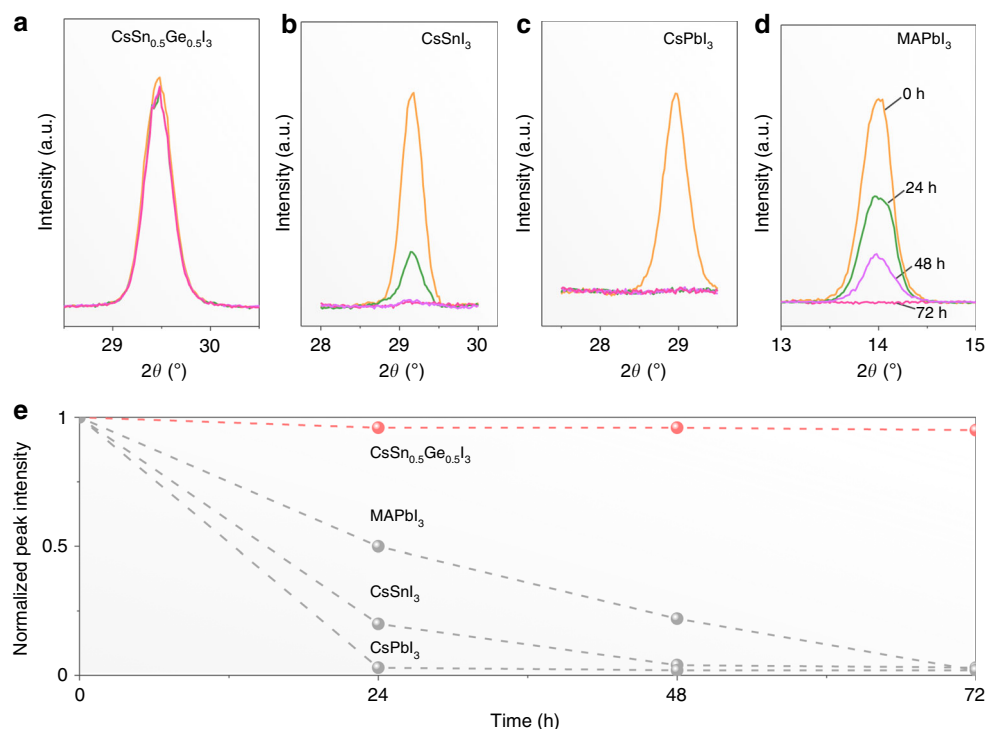 a
CsSn₀.₅Ge₀.₅I₃
Intensity (a.u.)
29
30
2θ (°)
b
CsSnI₃
Intensity (a.u.)
28
29
30
2θ (°)
c
CsPbI₃
Intensity (a.u.)
28
29
2θ (°)
d
MAPbI₃
0 h
24 h
48 h
72 h
Intensity (a.u.)
13
14
15
2θ (°)
e
Normalized peak intensity
1
0.5
0
CsSn₀.₅Ge₀.₅I₃
MAPbI₃
CsSnI₃
CsPbI₃
0
24
48
72
Time (h)